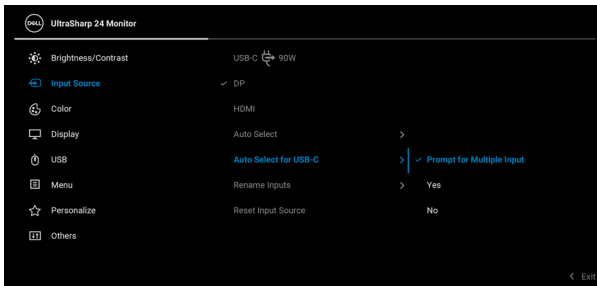 DELL UltraSharp 24 Monitor
Brightness/Contrast USB-C 90W
Input Source ✓ DP
Color HDMI
Display Auto Select >
USB Auto Select for USB-C > ✓ Prompt for Multiple Input
Menu Rename Inputs > Yes
Personalize Reset Input Source No
Others
< Exit